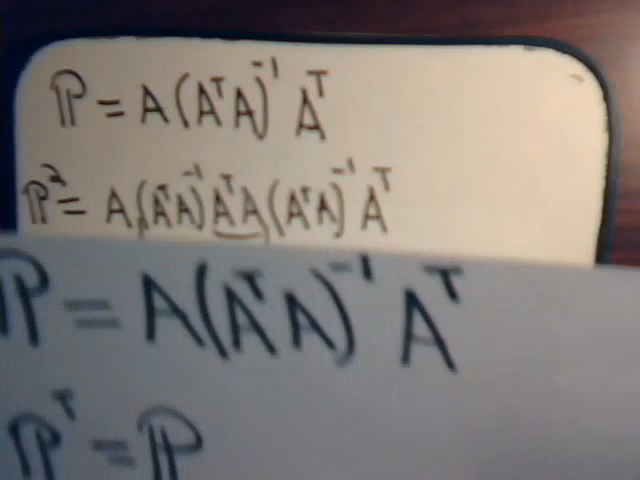 ℙ = A(AᵀA)⁻¹Aᵀ
ℙ² = A(AᵀA)⁻¹AᵀA(AᵀA)⁻¹Aᵀ
ℙ = A(AᵀA)⁻¹Aᵀ
ℙᵀ = ℙ